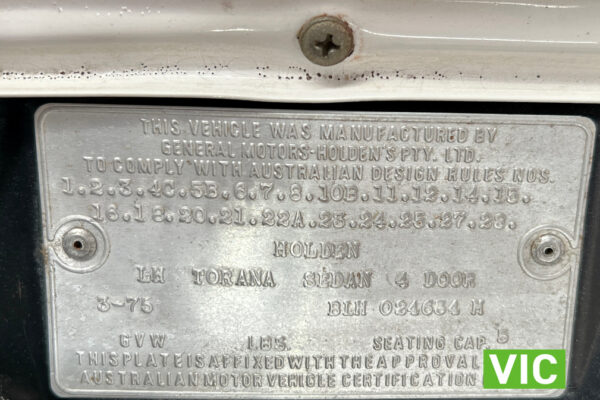 THIS VEHICLE WAS MANUFACTURED BY
GENERAL MOTORS-HOLDEN'S PTY. LTD.
TO COMPLY WITH AUSTRALIAN DESIGN RULES NOS.
1.2.3.4C.5B.6.7.8.10B.11.12.14.15.
16.18.20.21.22A.23.24.25.27.28.
HOLDEN
LH TORANA SEDAN 4 DOOR
3-75 BLH 024634 H
GVW LBS. SEATING CAP. 5
THIS PLATE IS AFFIXED WITH THE APPROVAL
AUSTRALIAN MOTOR VEHICLE CERTIFICATION
VIC